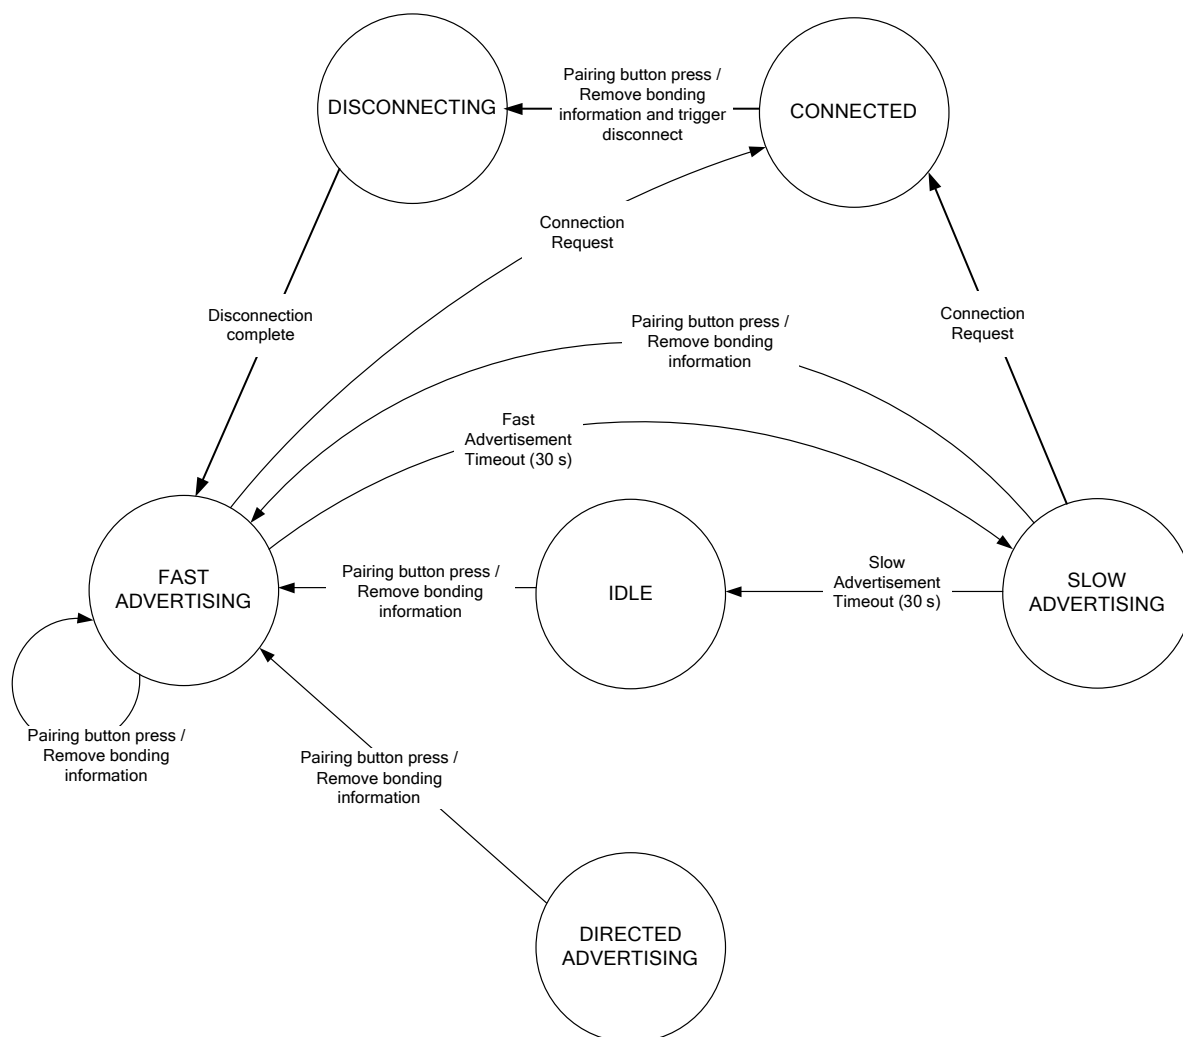 Pairing button press /
Remove bonding
information and trigger
disconnect
DISCONNECTING
CONNECTED
Connection
Request
Disconnection
complete
Pairing button press /
Remove bonding
information
Connection
Request
Fast
Advertisement
Timeout (30 s)
FAST
ADVERTISING
Pairing button press /
Remove bonding
information
IDLE
Slow
Advertisement
Timeout (30 s)
SLOW
ADVERTISING
Pairing button press /
Remove bonding
information
Pairing button press /
Remove bonding
information
DIRECTED
ADVERTISING